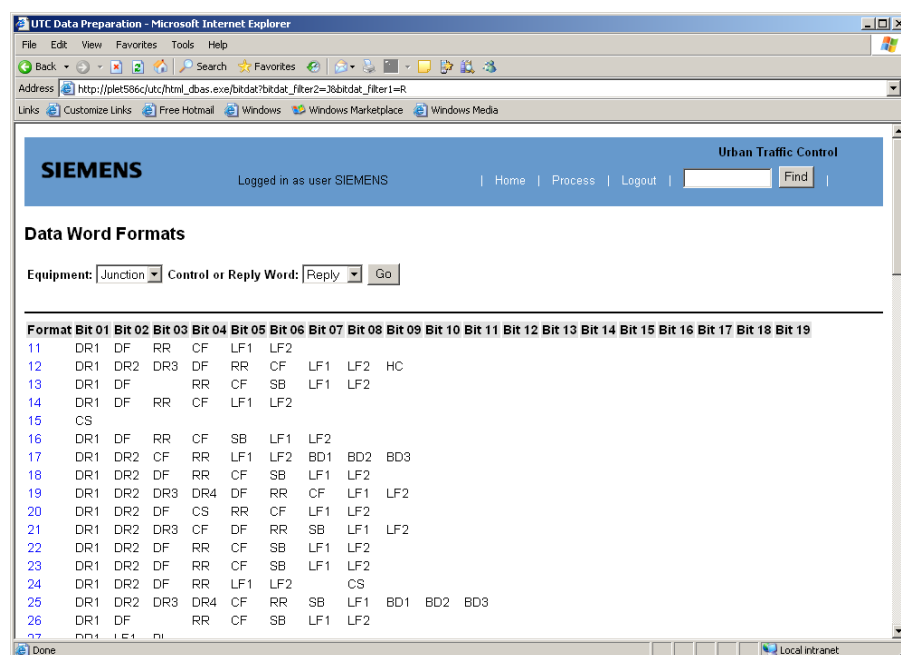 UTC Data Preparation - Microsoft Internet Explorer
File Edit View Favorites Tools Help
Back Search Favorites
Address http://plet586c/utc/html_dbas.exe/bitdat?bitdat_filter2=J&bitdat_filter1=R
Links Customize Links Free Hotmail Windows Windows Marketplace Windows Media
Urban Traffic Control
SIEMENS Logged in as user SIEMENS | Home | Process | Logout | Find |
Data Word Formats
Equipment: Junction Control or Reply Word: Reply Go
Format Bit 01 Bit 02 Bit 03 Bit 04 Bit 05 Bit 06 Bit 07 Bit 08 Bit 09 Bit 10 Bit 11 Bit 12 Bit 13 Bit 14 Bit 15 Bit 16 Bit 17 Bit 18 Bit 19
11 DR1 DF RR CF LF1 LF2
12 DR1 DR2 DR3 DF RR CF LF1 LF2 HC
13 DR1 DF RR CF SB LF1 LF2
14 DR1 DF RR CF LF1 LF2
15 CS
16 DR1 DF RR CF SB LF1 LF2
17 DR1 DR2 CF RR LF1 LF2 BD1 BD2 BD3
18 DR1 DR2 DF RR CF SB LF1 LF2
19 DR1 DR2 DR3 DR4 DF RR CF LF1 LF2
20 DR1 DR2 DF CS RR CF LF1 LF2
21 DR1 DR2 DR3 CF DF RR SB LF1 LF2
22 DR1 DR2 DF RR CF SB LF1 LF2
23 DR1 DR2 DF RR CF SB LF1 LF2
24 DR1 DR2 DF RR LF1 LF2 CS
25 DR1 DR2 DR3 DR4 CF RR SB LF1 BD1 BD2 BD3
26 DR1 DF RR CF SB LF1 LF2
27 DR1 LF1
Done Local intranet